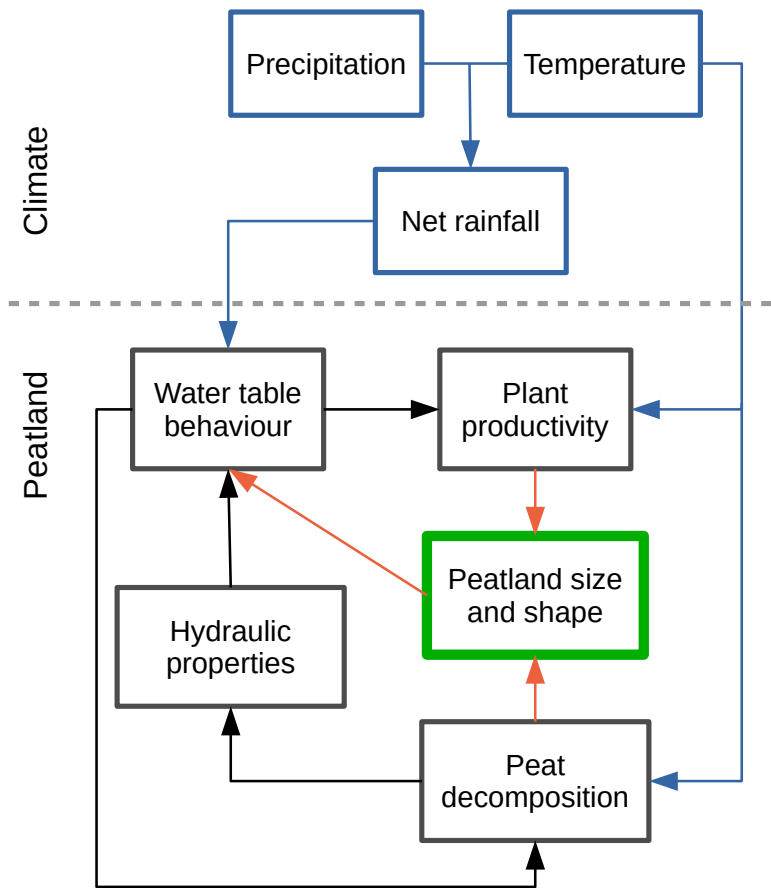 Precipitation
Temperature
Climate
Net rainfall
Peatland
Water table
behaviour
Plant
productivity
Peatland size
and shape
Hydraulic
properties
Peat
decomposition